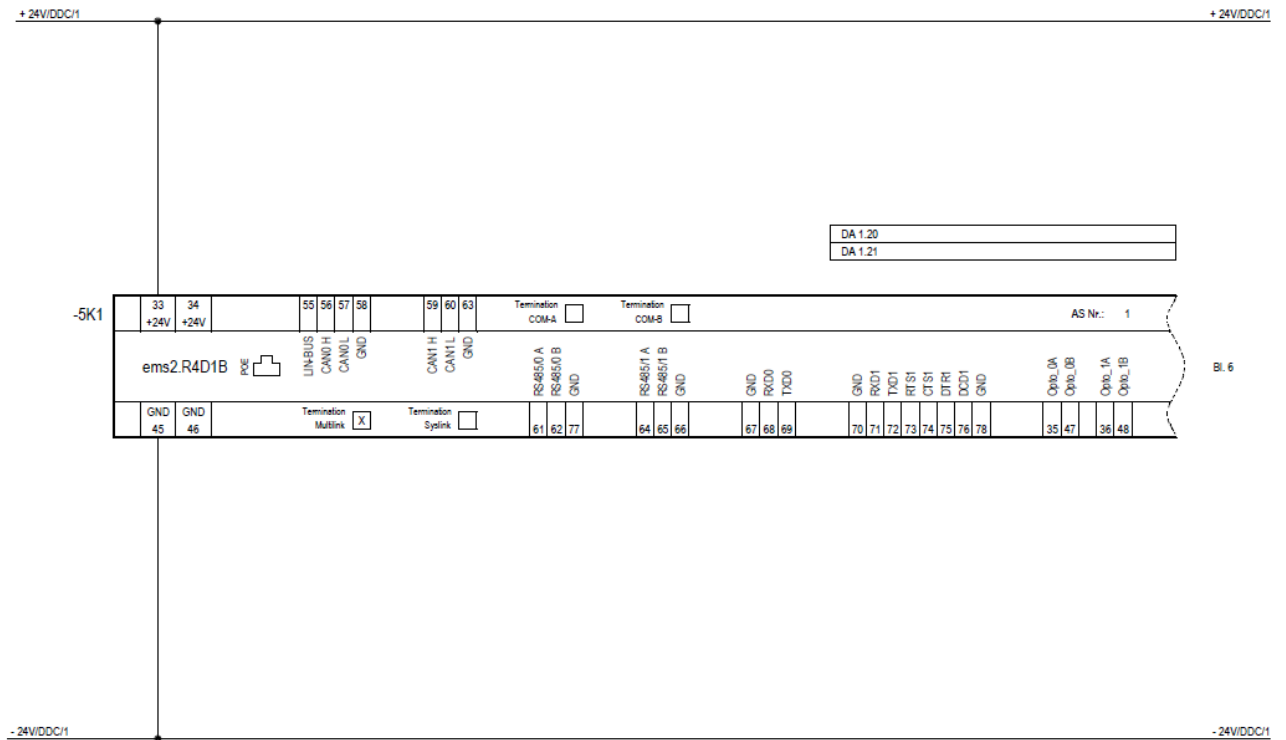 + 24V/DDC/1 + 24V/DDC/1
DA 1.20
DA 1.21
-5K1
33 34 55 56 57 58 59 60 63 Termination Termination
+24V +24V COM-A COM-B AS Nr.: 1
ems2.R4D1B POE LIN-BUS CAN0 H CAN0 L GND CAN1 H CAN1 L GND RS485/0 A RS485/0 B GND RS485/1 A RS485/1 B GND GND RXD0 TXD0 GND RXD1 TXD1 RTS1 CTS1 DTR1 DCD1 GND Opto_0A Opto_0B Opto_1A Opto_1B Bl. 6
GND GND Termination Termination
Multilink X Syslink
45 46 61 62 77 64 65 66 67 68 69 70 71 72 73 74 75 76 78 35 47 36 48
- 24V/DDC/1 - 24V/DDC/1